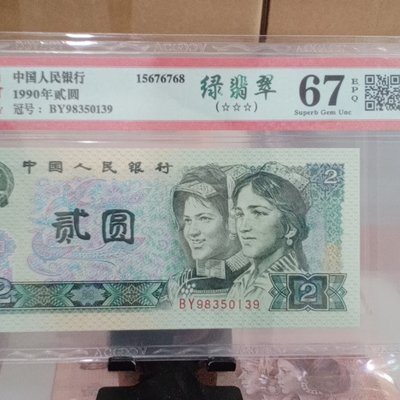 中国人民银行
1990年贰圆
冠号: BY98350139
15676768
绿翡翠
(☆☆☆)
67 EPQ
Superb Gem Unc
中国人民银行
贰圆
2
BY98350139
2
2